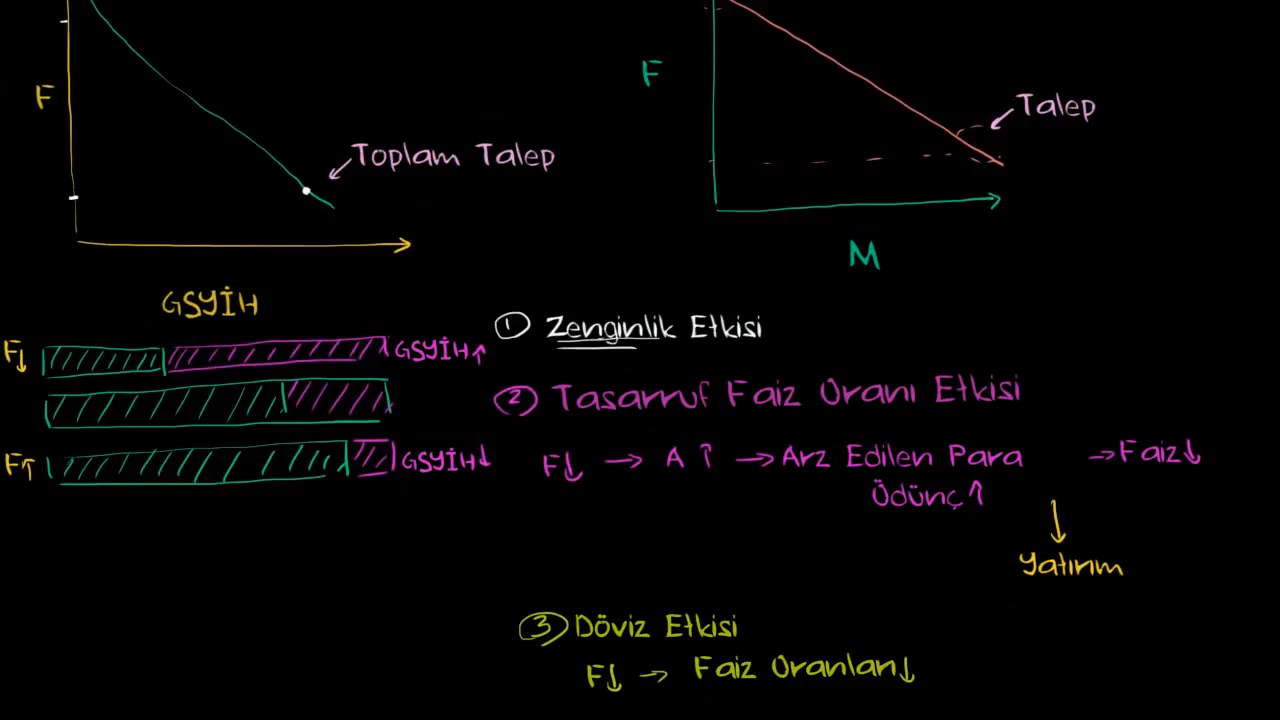 F
Toplam Talep
GSYİH
F
Talep
M
F↓
GSYİH↑
F↑
GSYİH↓
① Zenginlik Etkisi
② Tasarruf Faiz Oranı Etkisi
F↓ → A ↑ → Arz Edilen Para → Faiz↓
Ödünç↑
↓
Yatırım
③ Döviz Etkisi
F↓ → Faiz Oranları↓